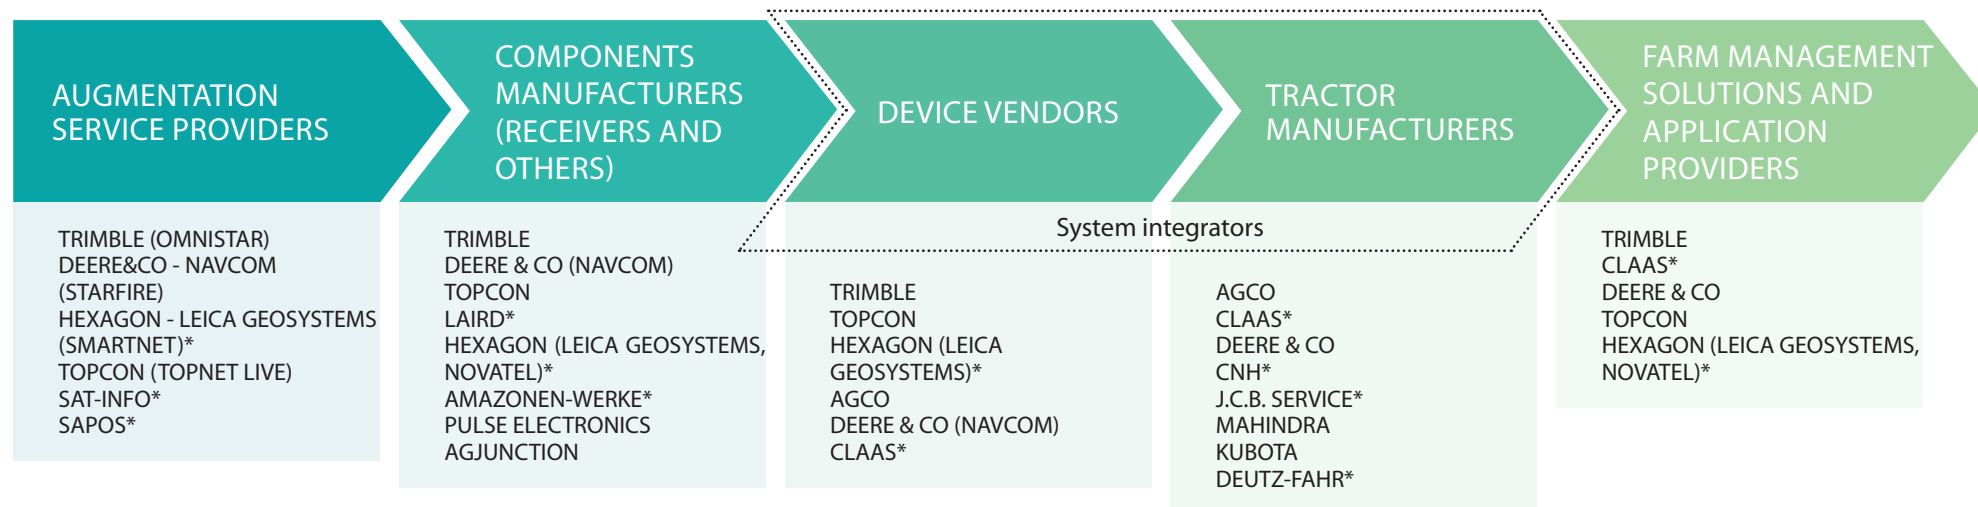 AUGMENTATION
SERVICE PROVIDERS
COMPONENTS
MANUFACTURERS
(RECEIVERS AND
OTHERS)
DEVICE VENDORS
TRACTOR
MANUFACTURERS
FARM MANAGEMENT
SOLUTIONS AND
APPLICATION
PROVIDERS
System integrators
TRIMBLE (OMNISTAR)
DEERE&CO - NAVCOM
(STARFIRE)
HEXAGON - LEICA GEOSYSTEMS
(SMARTNET)*
TOPCON (TOPNET LIVE)
SAT-INFO*
SAPOS*
TRIMBLE
DEERE & CO (NAVCOM)
TOPCON
LAIRD*
HEXAGON (LEICA GEOSYSTEMS,
NOVATEL)*
AMAZONEN-WERKE*
PULSE ELECTRONICS
AGJUNCTION
TRIMBLE
TOPCON
HEXAGON (LEICA
GEOSYSTEMS)*
AGCO
DEERE & CO (NAVCOM)
CLAAS*
AGCO
CLAAS*
DEERE & CO
CNH*
J.C.B. SERVICE*
MAHINDRA
KUBOTA
DEUTZ-FAHR*
TRIMBLE
CLAAS*
DEERE & CO
TOPCON
HEXAGON (LEICA GEOSYSTEMS,
NOVATEL)*